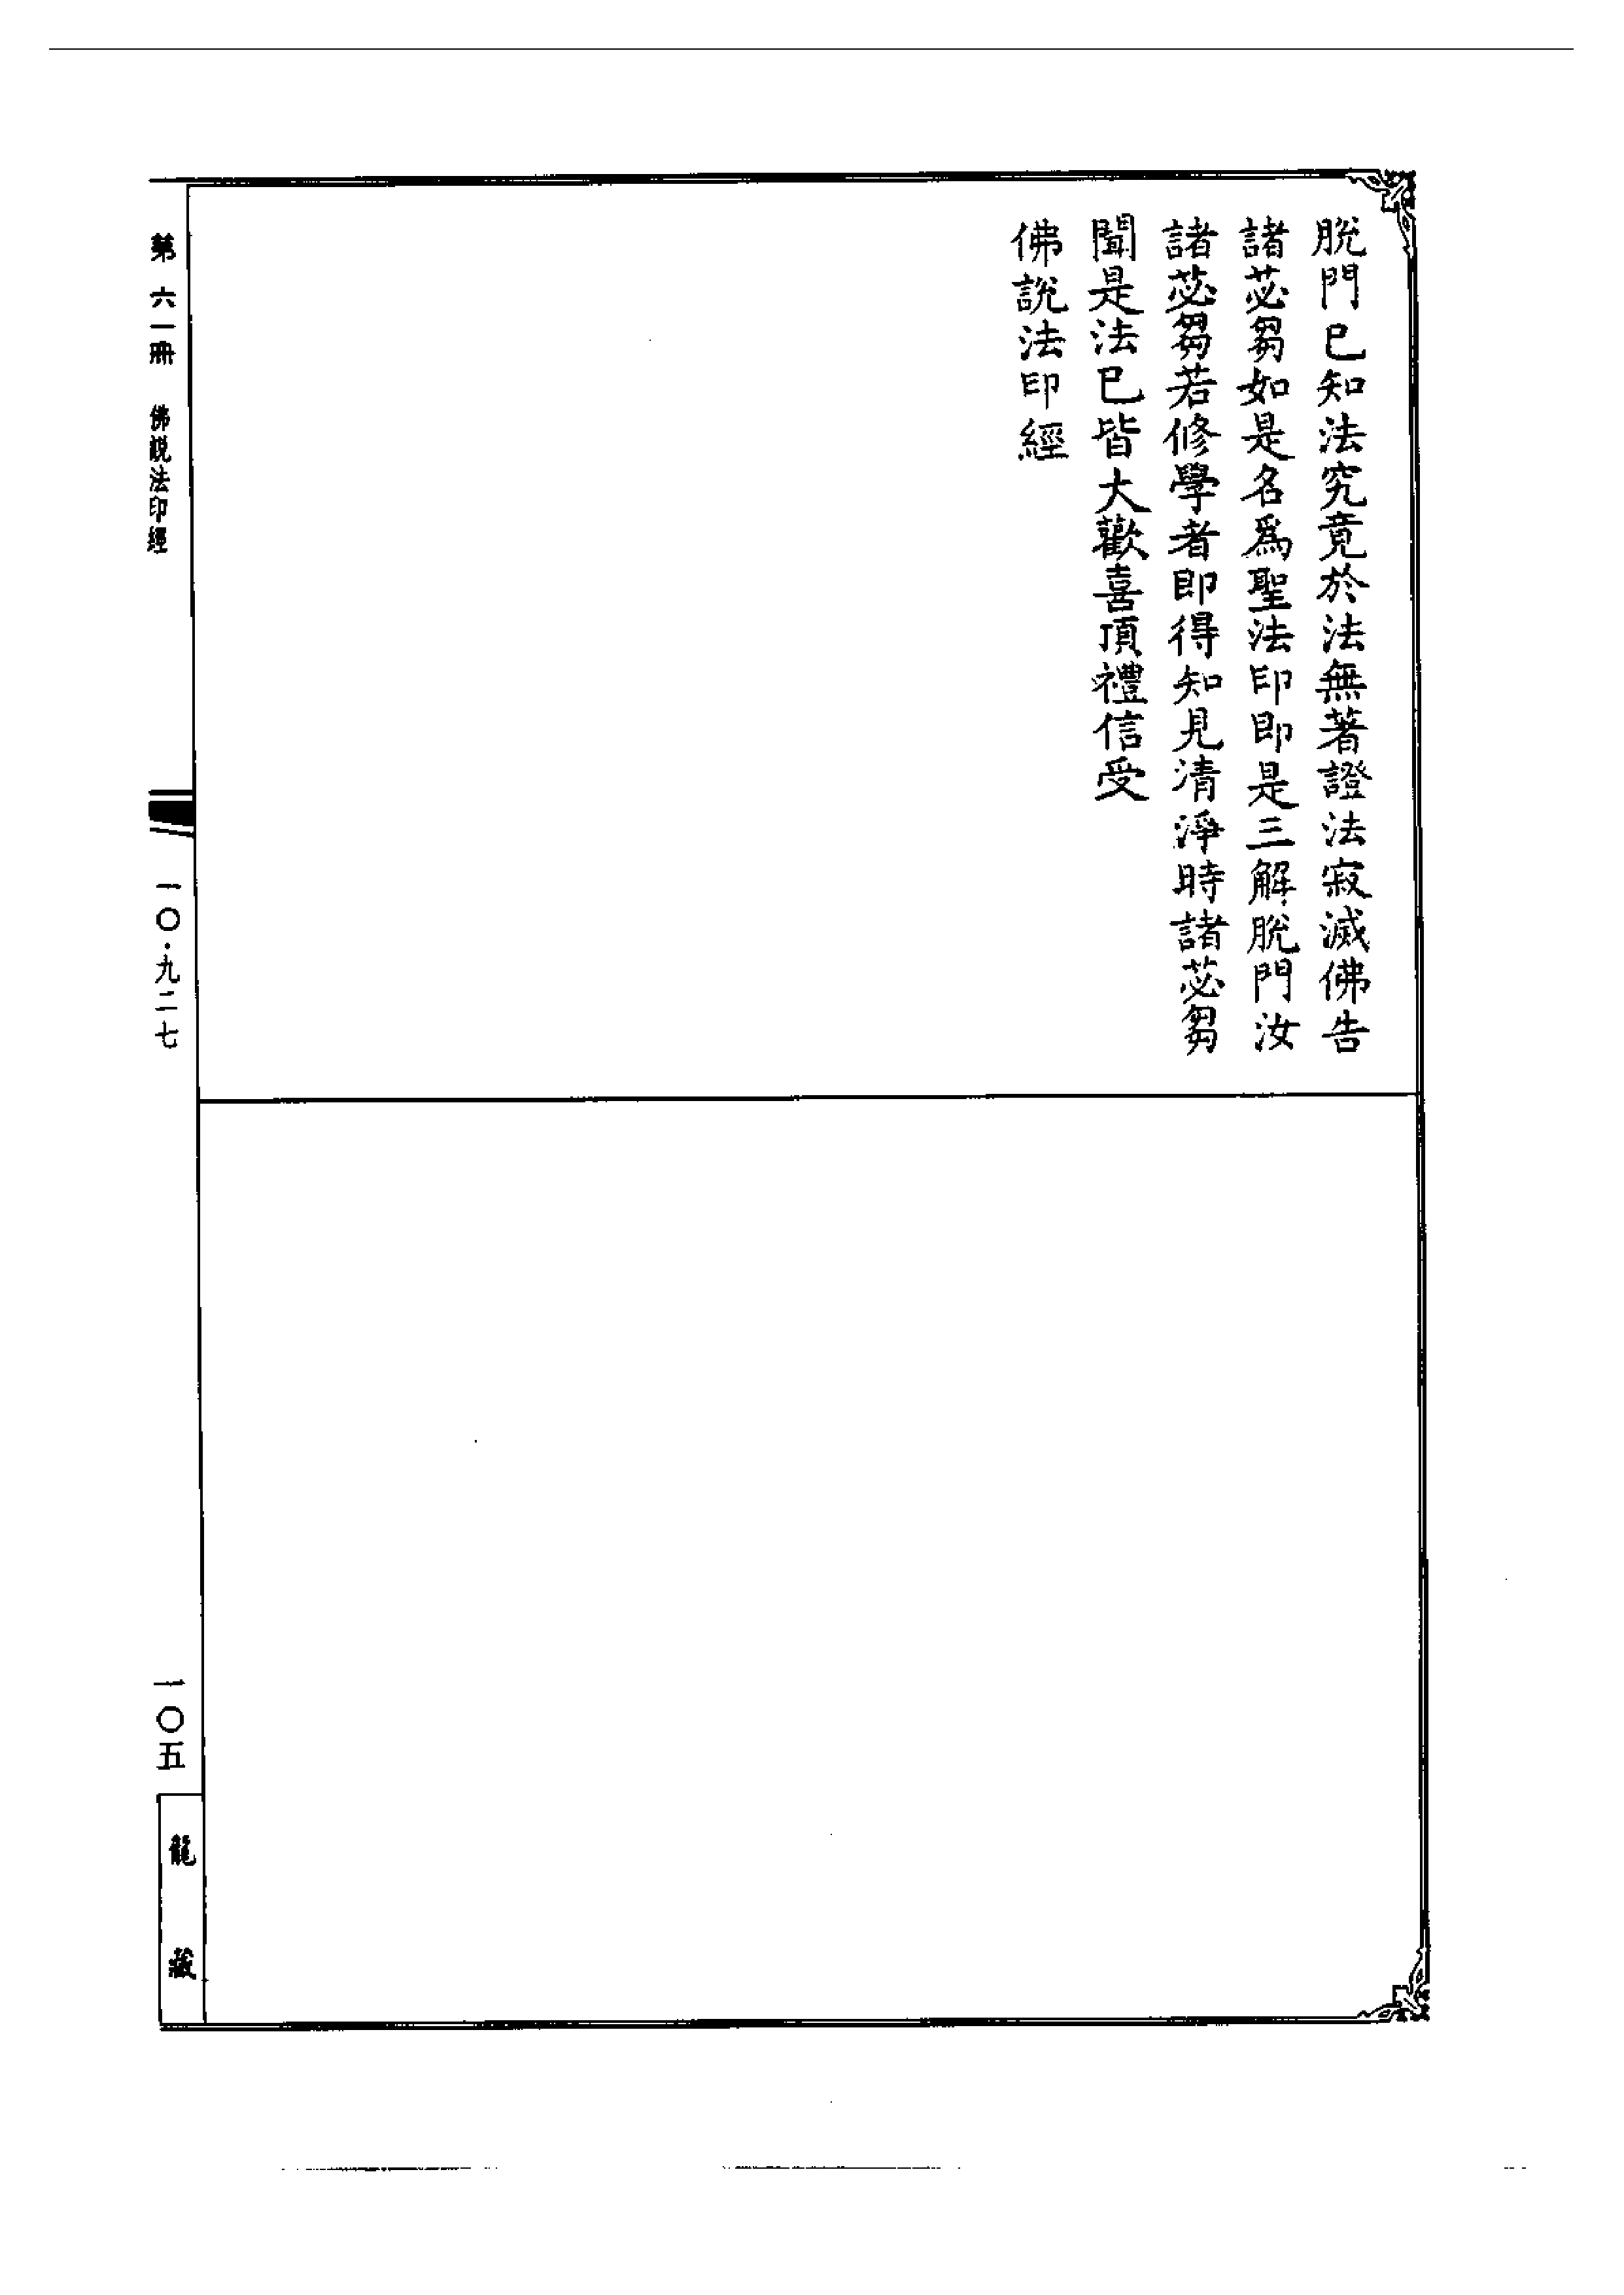 脫門已知法究竟於法無著證法寂滅佛告
諸苾芻如是名爲聖法印即是三解脫門汝
諸苾芻若修學者即得知見清淨時諸苾芻
聞是法已皆大歡喜頂禮信受
佛說法印經
第六一冊 佛說法印經
一〇·九二七
一〇五
龍藏